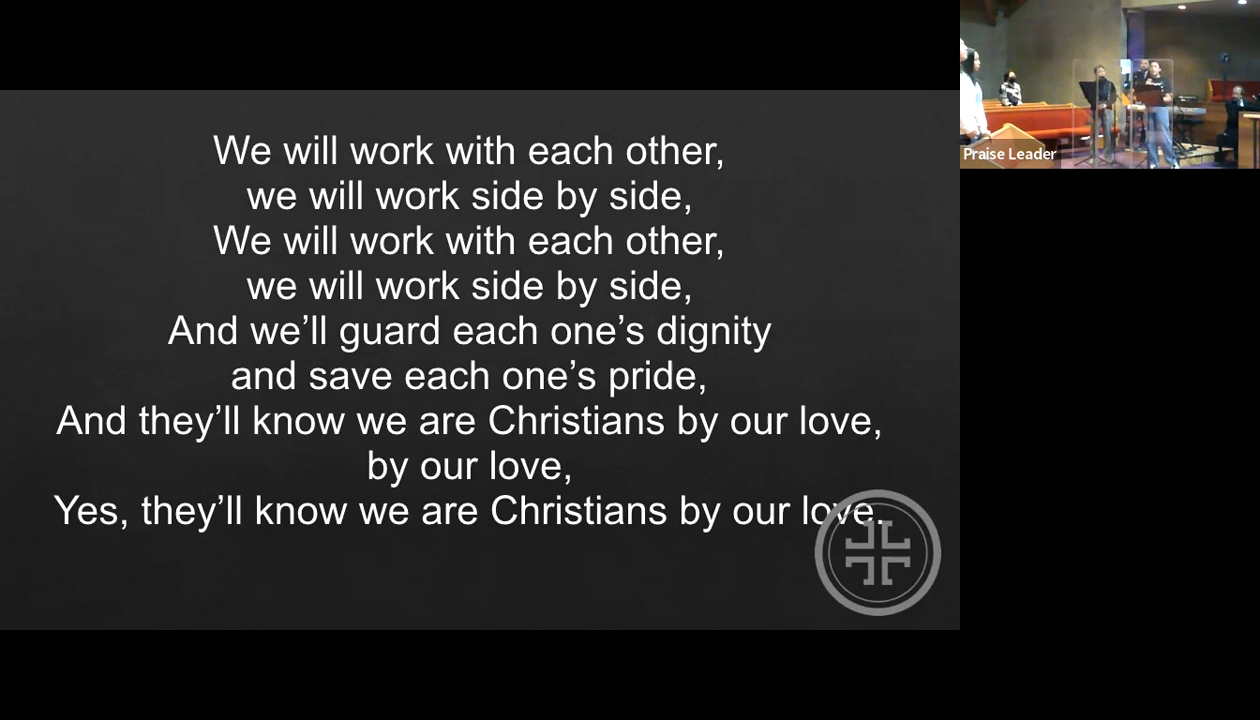 We will work with each other,
we will work side by side,
We will work with each other,
we will work side by side,
And we’ll guard each one’s dignity
and save each one’s pride,
And they’ll know we are Christians by our love,
by our love,
Yes, they’ll know we are Christians by our love.
Praise Leader